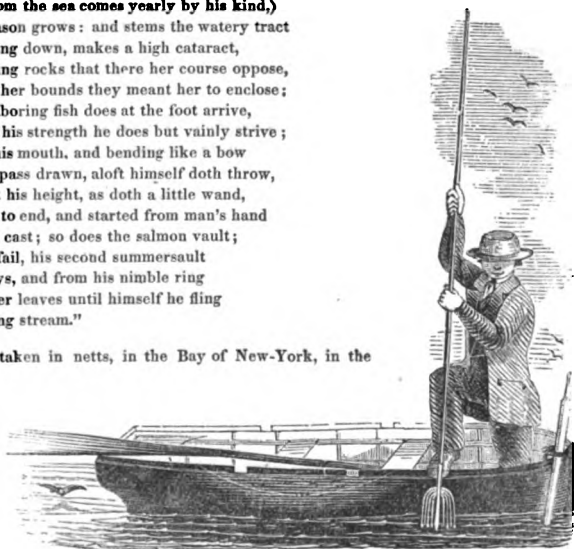 om the sea comes yearly by his kind,)
ason grows: and stems the watery tract
ng down, makes a high cataract,
ng rocks that there her course oppose,
her bounds they meant her to enclose;
boring fish does at the foot arrive,
his strength he does but vainly strive;
is mouth, and bending like a bow
pass drawn, aloft himself doth throw,
his height, as doth a little wand,
to end, and started from man's hand
cast; so does the salmon vault;
fail, his second summersault
ys, and from his nimble ring
er leaves until himself he fling
ng stream."
taken in netts, in the Bay of New-York, in the